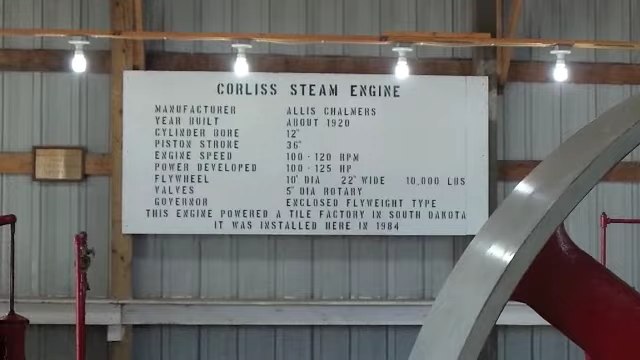 CORLISS STEAM ENGINE
MANUFACTURER ALLIS CHALMERS
YEAR BUILT ABOUT 1920
CYLINDER BORE 12"
PISTON STROKE 36"
ENGINE SPEED 100 - 120 RPM
POWER DEVELOPED 100 - 125 HP
FLYWHEEL 10' DIA 22" WIDE 10,000 LBS
VALVES 5" DIA ROTARY
GOVERNOR ENCLOSED FLYWEIGHT TYPE
THIS ENGINE POWERED A TILE FACTORY IN SOUTH DAKOTA
IT WAS INSTALLED HERE IN 1984